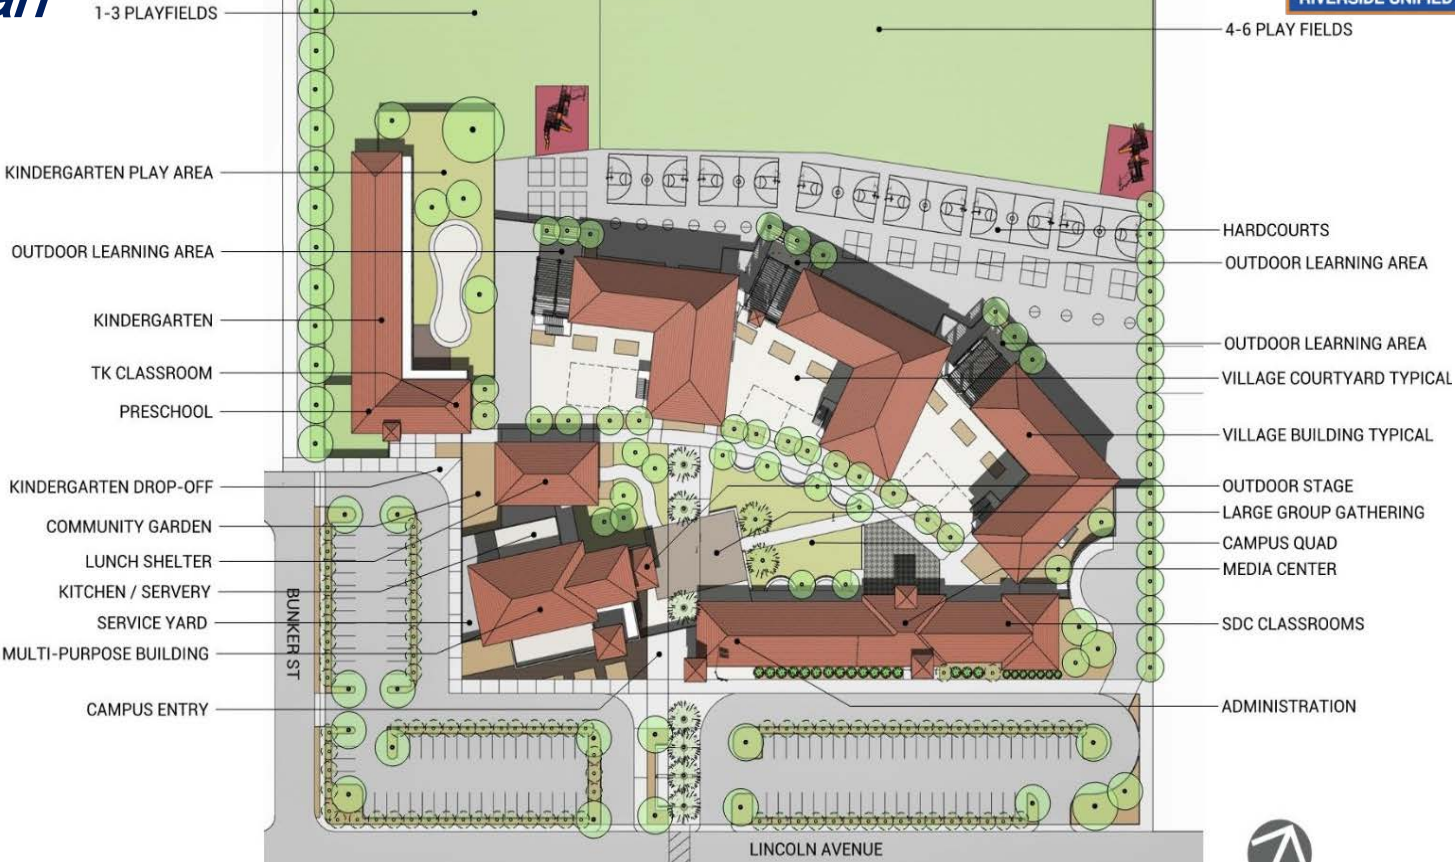 an
RIVERSIDE UNIFIED
1-3 PLAYFIELDS
4-6 PLAY FIELDS
KINDERGARTEN PLAY AREA
OUTDOOR LEARNING AREA
KINDERGARTEN
TK CLASSROOM
PRESCHOOL
KINDERGARTEN DROP-OFF
COMMUNITY GARDEN
LUNCH SHELTER
KITCHEN / SERVERY
SERVICE YARD
MULTI-PURPOSE BUILDING
CAMPUS ENTRY
HARDCOURTS
OUTDOOR LEARNING AREA
OUTDOOR LEARNING AREA
VILLAGE COURTYARD TYPICAL
VILLAGE BUILDING TYPICAL
OUTDOOR STAGE
LARGE GROUP GATHERING
CAMPUS QUAD
MEDIA CENTER
SDC CLASSROOMS
ADMINISTRATION
BUNKER ST
LINCOLN AVENUE